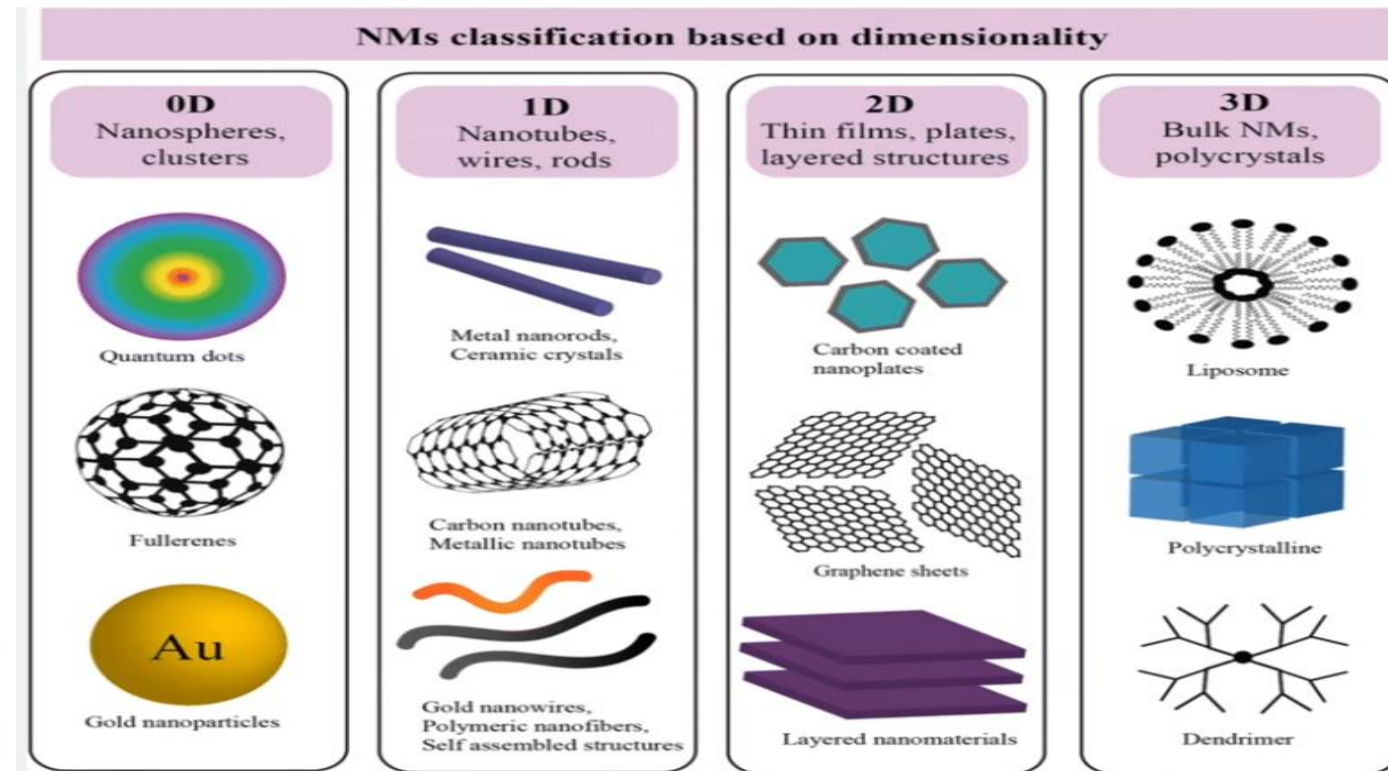 NMs classification based on dimensionality
0D
Nanospheres,
clusters
Quantum dots
Fullerenes
Au
Gold nanoparticles
1D
Nanotubes,
wires, rods
Metal nanorods,
Ceramic crystals
Carbon nanotubes,
Metallic nanotubes
Gold nanowires,
Polymeric nanofibers,
Self assembled structures
2D
Thin films, plates,
layered structures
Carbon coated
nanoplates
Graphene sheets
Layered nanomaterials
3D
Bulk NMs,
polycrystals
Liposome
Polycrystalline
Dendrimer